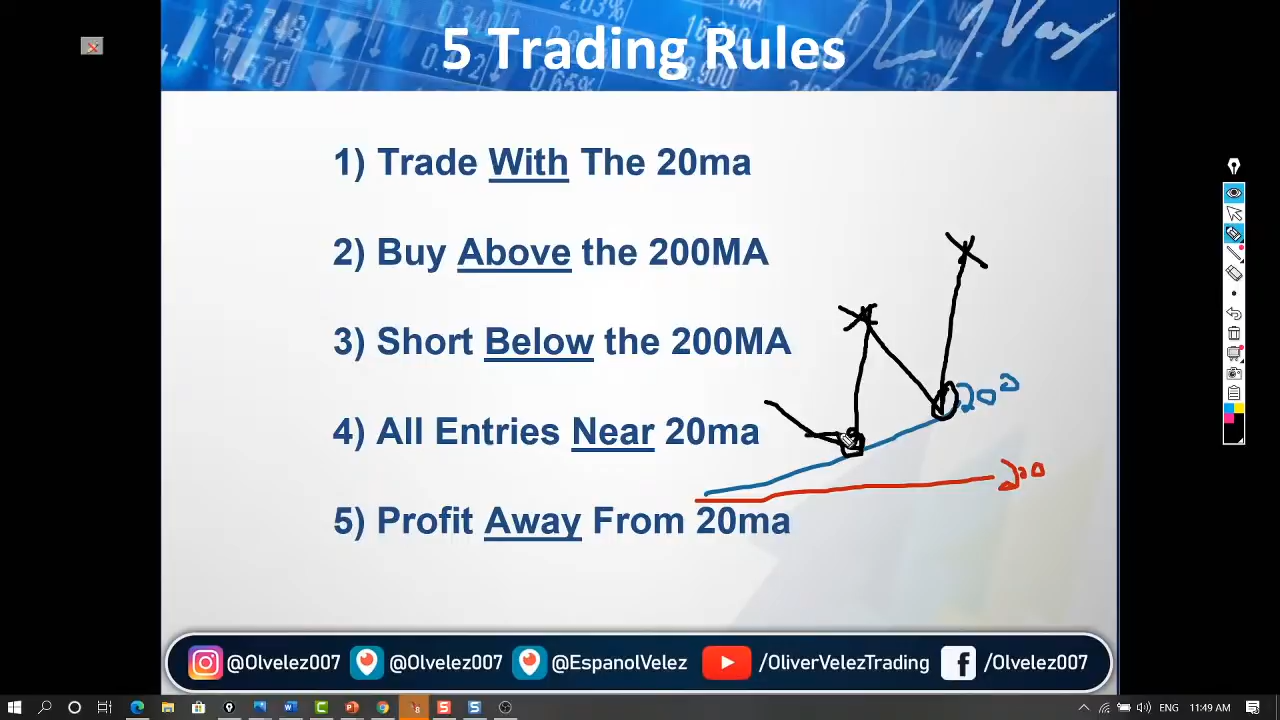 5 Trading Rules
1) Trade With The 20ma
2) Buy Above the 200MA
3) Short Below the 200MA
4) All Entries Near 20ma
5) Profit Away From 20ma
200
200
@Olvelez007 @Olvelez007 @EspanolVelez /OliverVelezTrading /Olvelez007
ENG 11:49 AM